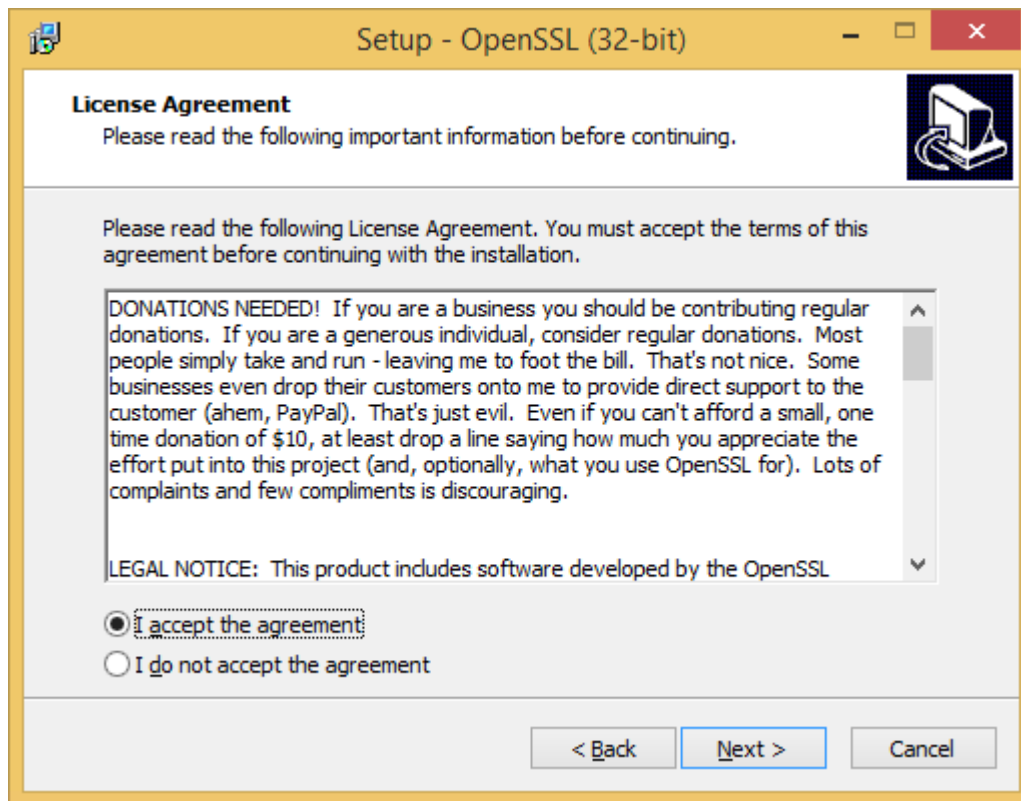 Setup - OpenSSL (32-bit)
License Agreement
Please read the following important information before continuing.
Please read the following License Agreement. You must accept the terms of this
agreement before continuing with the installation.
DONATIONS NEEDED!  If you are a business you should be contributing regular
donations.  If you are a generous individual, consider regular donations.  Most
people simply take and run - leaving me to foot the bill.  That's not nice.  Some
businesses even drop their customers onto me to provide direct support to the
customer (ahem, PayPal).  That's just evil.  Even if you can't afford a small, one
time donation of $10, at least drop a line saying how much you appreciate the
effort put into this project (and, optionally, what you use OpenSSL for).  Lots of
complaints and few compliments is discouraging.
LEGAL NOTICE:  This product includes software developed by the OpenSSL
I accept the agreement
I do not accept the agreement
< Back
Next >
Cancel